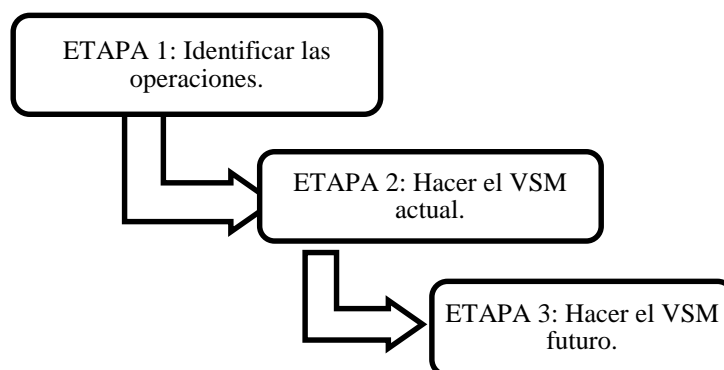 ETAPA 1: Identificar las
operaciones.
ETAPA 2: Hacer el VSM
actual.
ETAPA 3: Hacer el VSM
futuro.